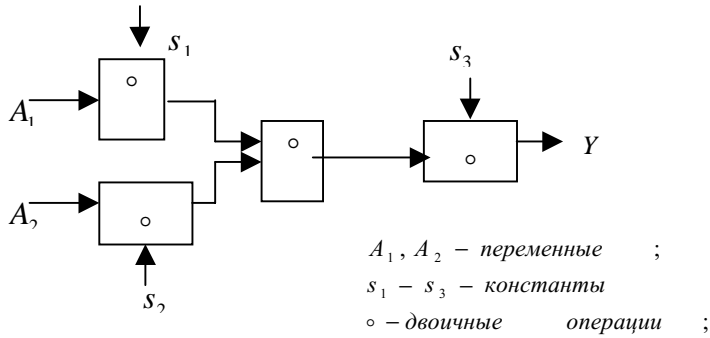 s₁
s₃
∘
A₁
∘
∘
Y
A₂
∘
s₂
A₁, A₂ – переменные ;
s₁ – s₃ – константы
∘ – двоичные операции ;